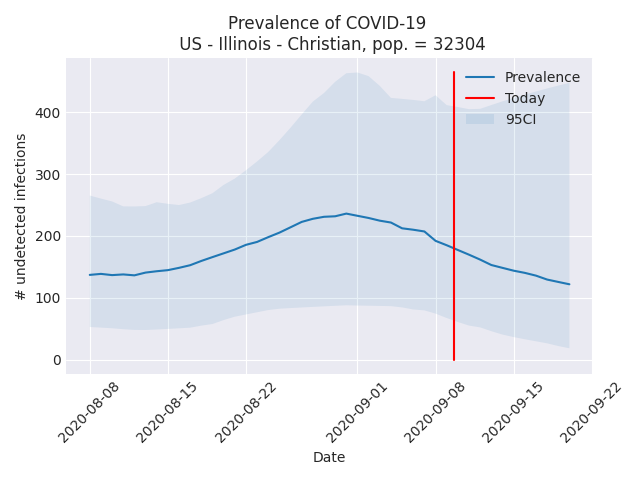 Prevalence of COVID-19
US - Illinois - Christian, pop. = 32304
Prevalence
Today
95CI
# undetected infections
400
300
200
100
0
2020-08-08
2020-08-15
2020-08-22
2020-09-01
2020-09-08
2020-09-15
2020-09-22
Date